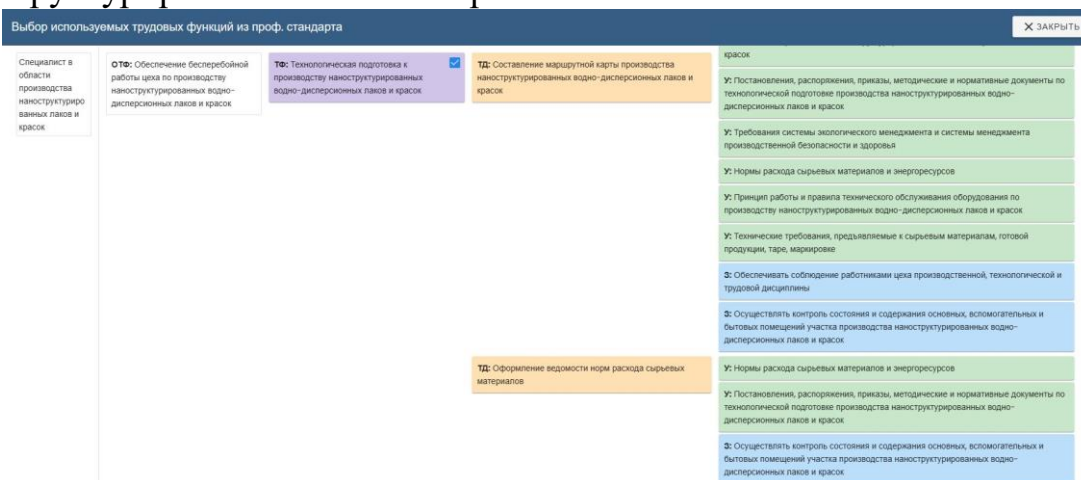 Выбор используемых трудовых функций из проф. стандарта
ЗАКРЫТЬ
Специалист в
области
производства
наноструктуриро
ванных лаков и
красок
ОТФ: Обеспечение бесперебойной
работы цеха по производству
наноструктурированных водно-
дисперсионных лаков и красок
ТФ: Технологическая подготовка к
производству наноструктурированных
водно-дисперсионных лаков и красок
ТД: Составление маршрутной карты производства
наноструктурированных водно-дисперсионных лаков и
красок
красок
У: Постановления, распоряжения, приказы, методические и нормативные документы по
технологической подготовке производства наноструктурированных водно-
дисперсионных лаков и красок
У: Требования системы экологического менеджмента и системы менеджмента
производственной безопасности и здоровья
У: Нормы расхода сырьевых материалов и энергоресурсов
У: Принцип работы и правила технического обслуживания оборудования по
производству наноструктурированных водно-дисперсионных лаков и красок
У: Технические требования, предъявляемые к сырьевым материалам, готовой
продукции, таре, маркировке
З: Обеспечивать соблюдение работниками цеха производственной, технологической и
трудовой дисциплины
З: Осуществлять контроль состояния и содержания основных, вспомогательных и
бытовых помещений участка производства наноструктурированных водно-
дисперсионных лаков и красок
ТД: Оформление ведомости норм расхода сырьевых
материалов
У: Нормы расхода сырьевых материалов и энергоресурсов
У: Постановления, распоряжения, приказы, методические и нормативные документы по
технологической подготовке производства наноструктурированных водно-
дисперсионных лаков и красок
З: Осуществлять контроль состояния и содержания основных, вспомогательных и
бытовых помещений участка производства наноструктурированных водно-
дисперсионных лаков и красок